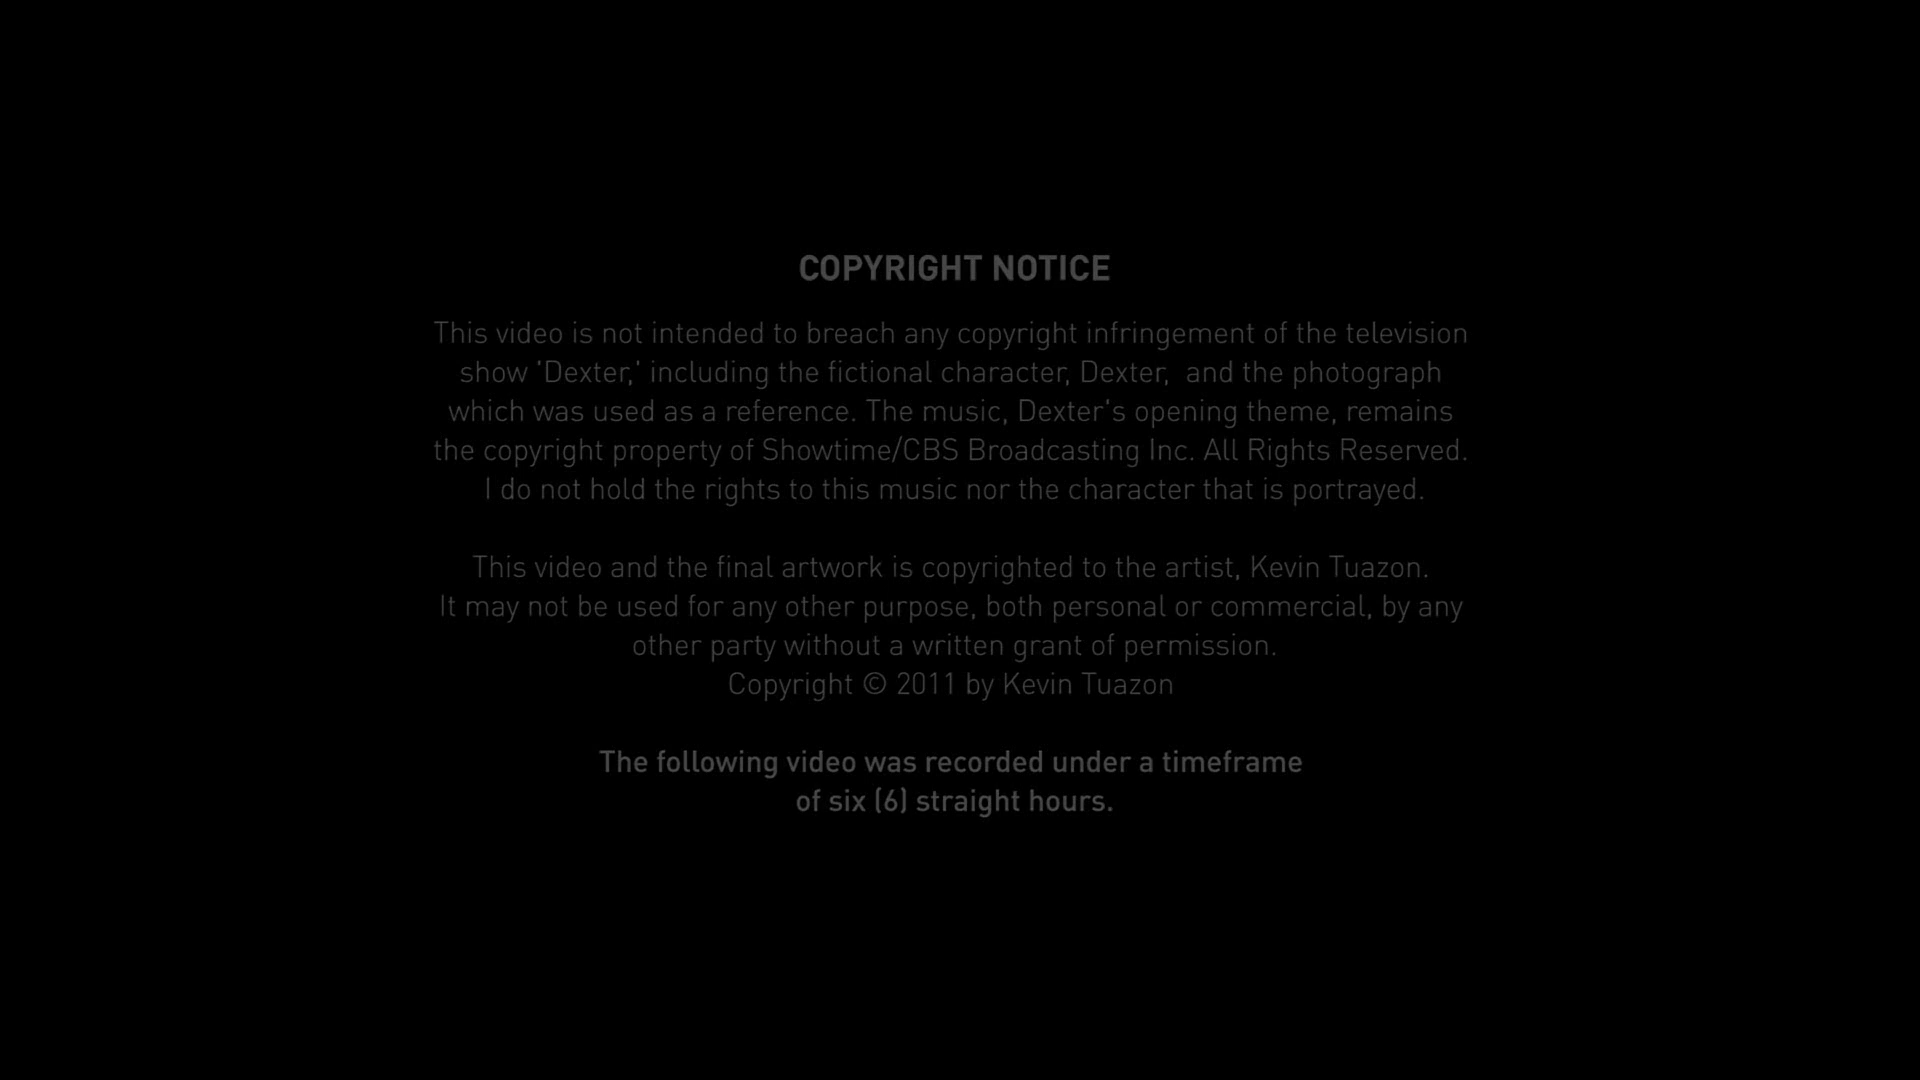 COPYRIGHT NOTICE
This video is not intended to breach any copyright infringement of the television
show 'Dexter,' including the fictional character, Dexter,  and the photograph
which was used as a reference. The music, Dexter's opening theme, remains
the copyright property of Showtime/CBS Broadcasting Inc. All Rights Reserved.
I do not hold the rights to this music nor the character that is portrayed.
This video and the final artwork is copyrighted to the artist, Kevin Tuazon.
It may not be used for any other purpose, both personal or commercial, by any
other party without a written grant of permission.
Copyright © 2011 by Kevin Tuazon
The following video was recorded under a timeframe
of six (6) straight hours.